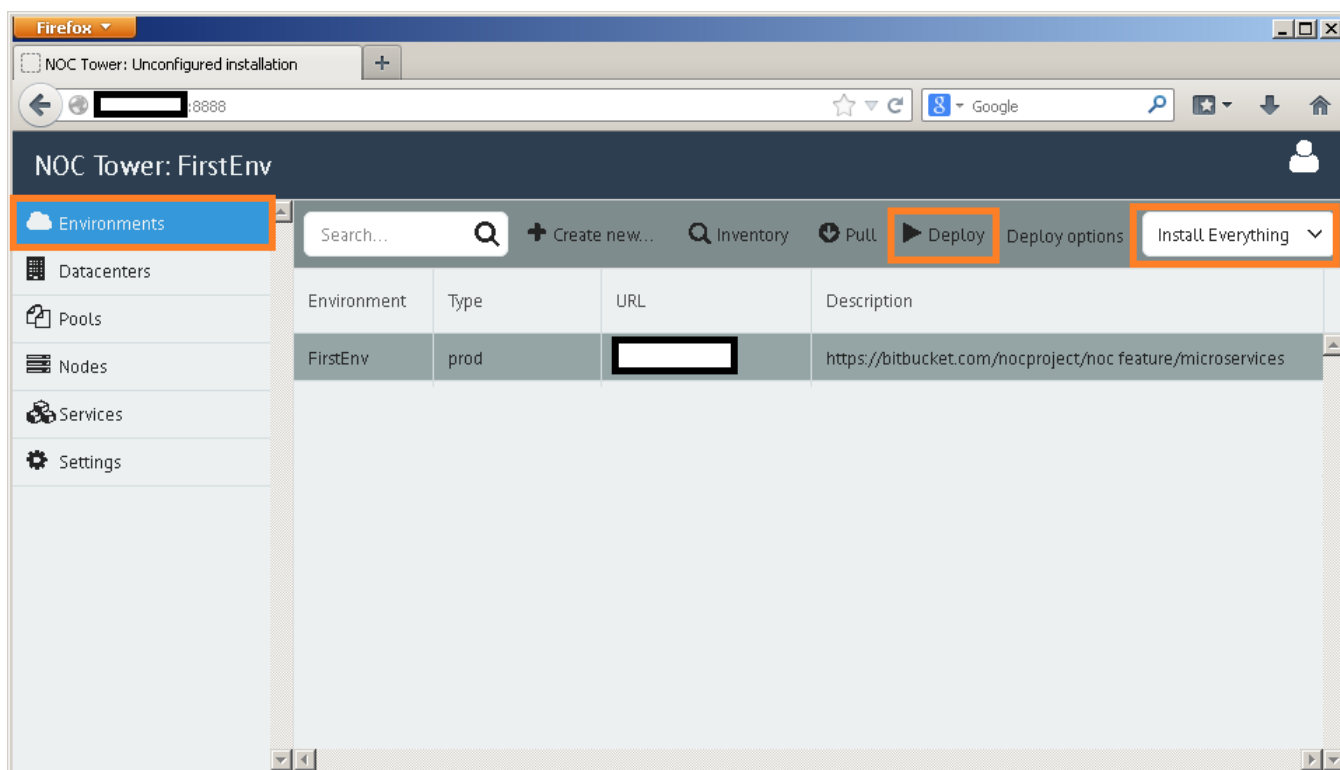 Firefox
NOC Tower: Unconfigured installation
:8888
8 Google
NOC Tower: FirstEnv
Environments
Datacenters
Pools
Nodes
Services
Settings
Search... Create new... Inventory Pull Deploy Deploy options Install Everything
Environment Type URL Description
FirstEnv prod https://bitbucket.com/nocproject/noc feature/microservices